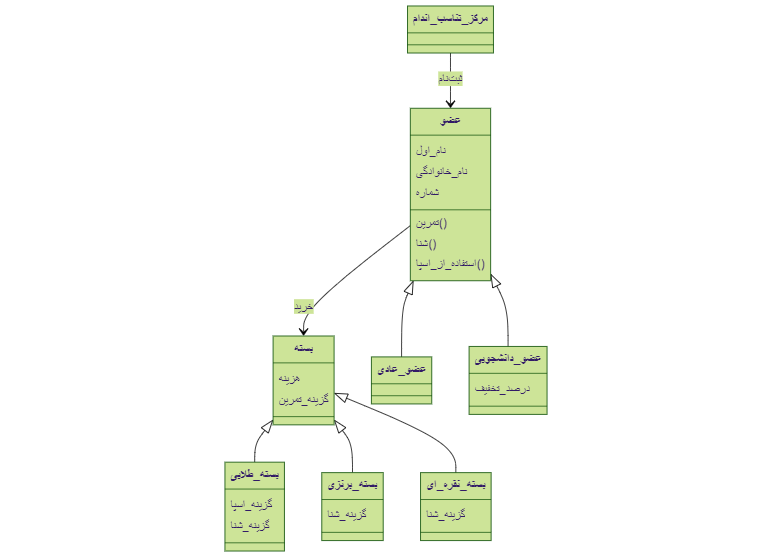 مرکز_تناسب_اندام
ثبت‌نام
عضو
نام_اول
نام_خانوادگی
شماره
تمرین()
شنا()
استفاده_از_اسپا()
خرید
بسته
هزینه
گزینه_تمرین
عضو_عادی
عضو_دانشجویی
درصد_تخفیف
بسته_طلایی
گزینه_اسپا
گزینه_شنا
بسته_برنزی
گزینه_شنا
بسته_نقره_ای
گزینه_شنا